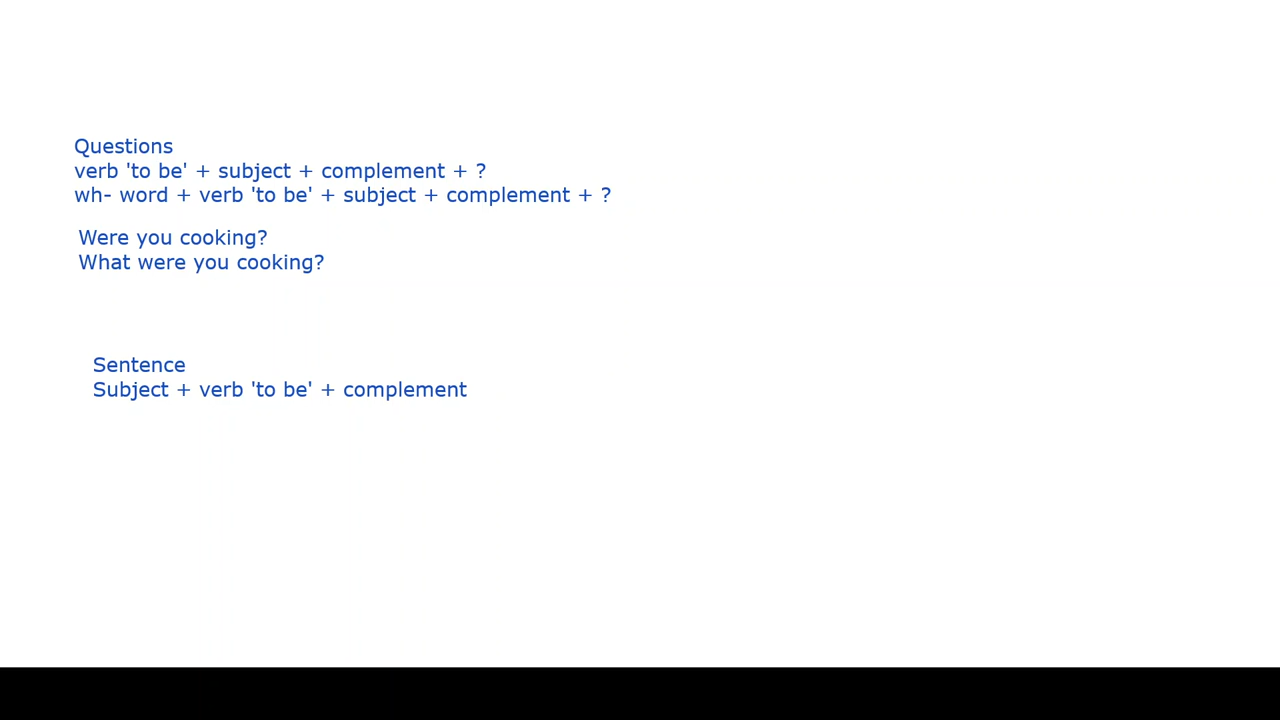 Questions
verb 'to be' + subject + complement + ?
wh- word + verb 'to be' + subject + complement + ?
Were you cooking?
What were you cooking?
Sentence
Subject + verb 'to be' + complement